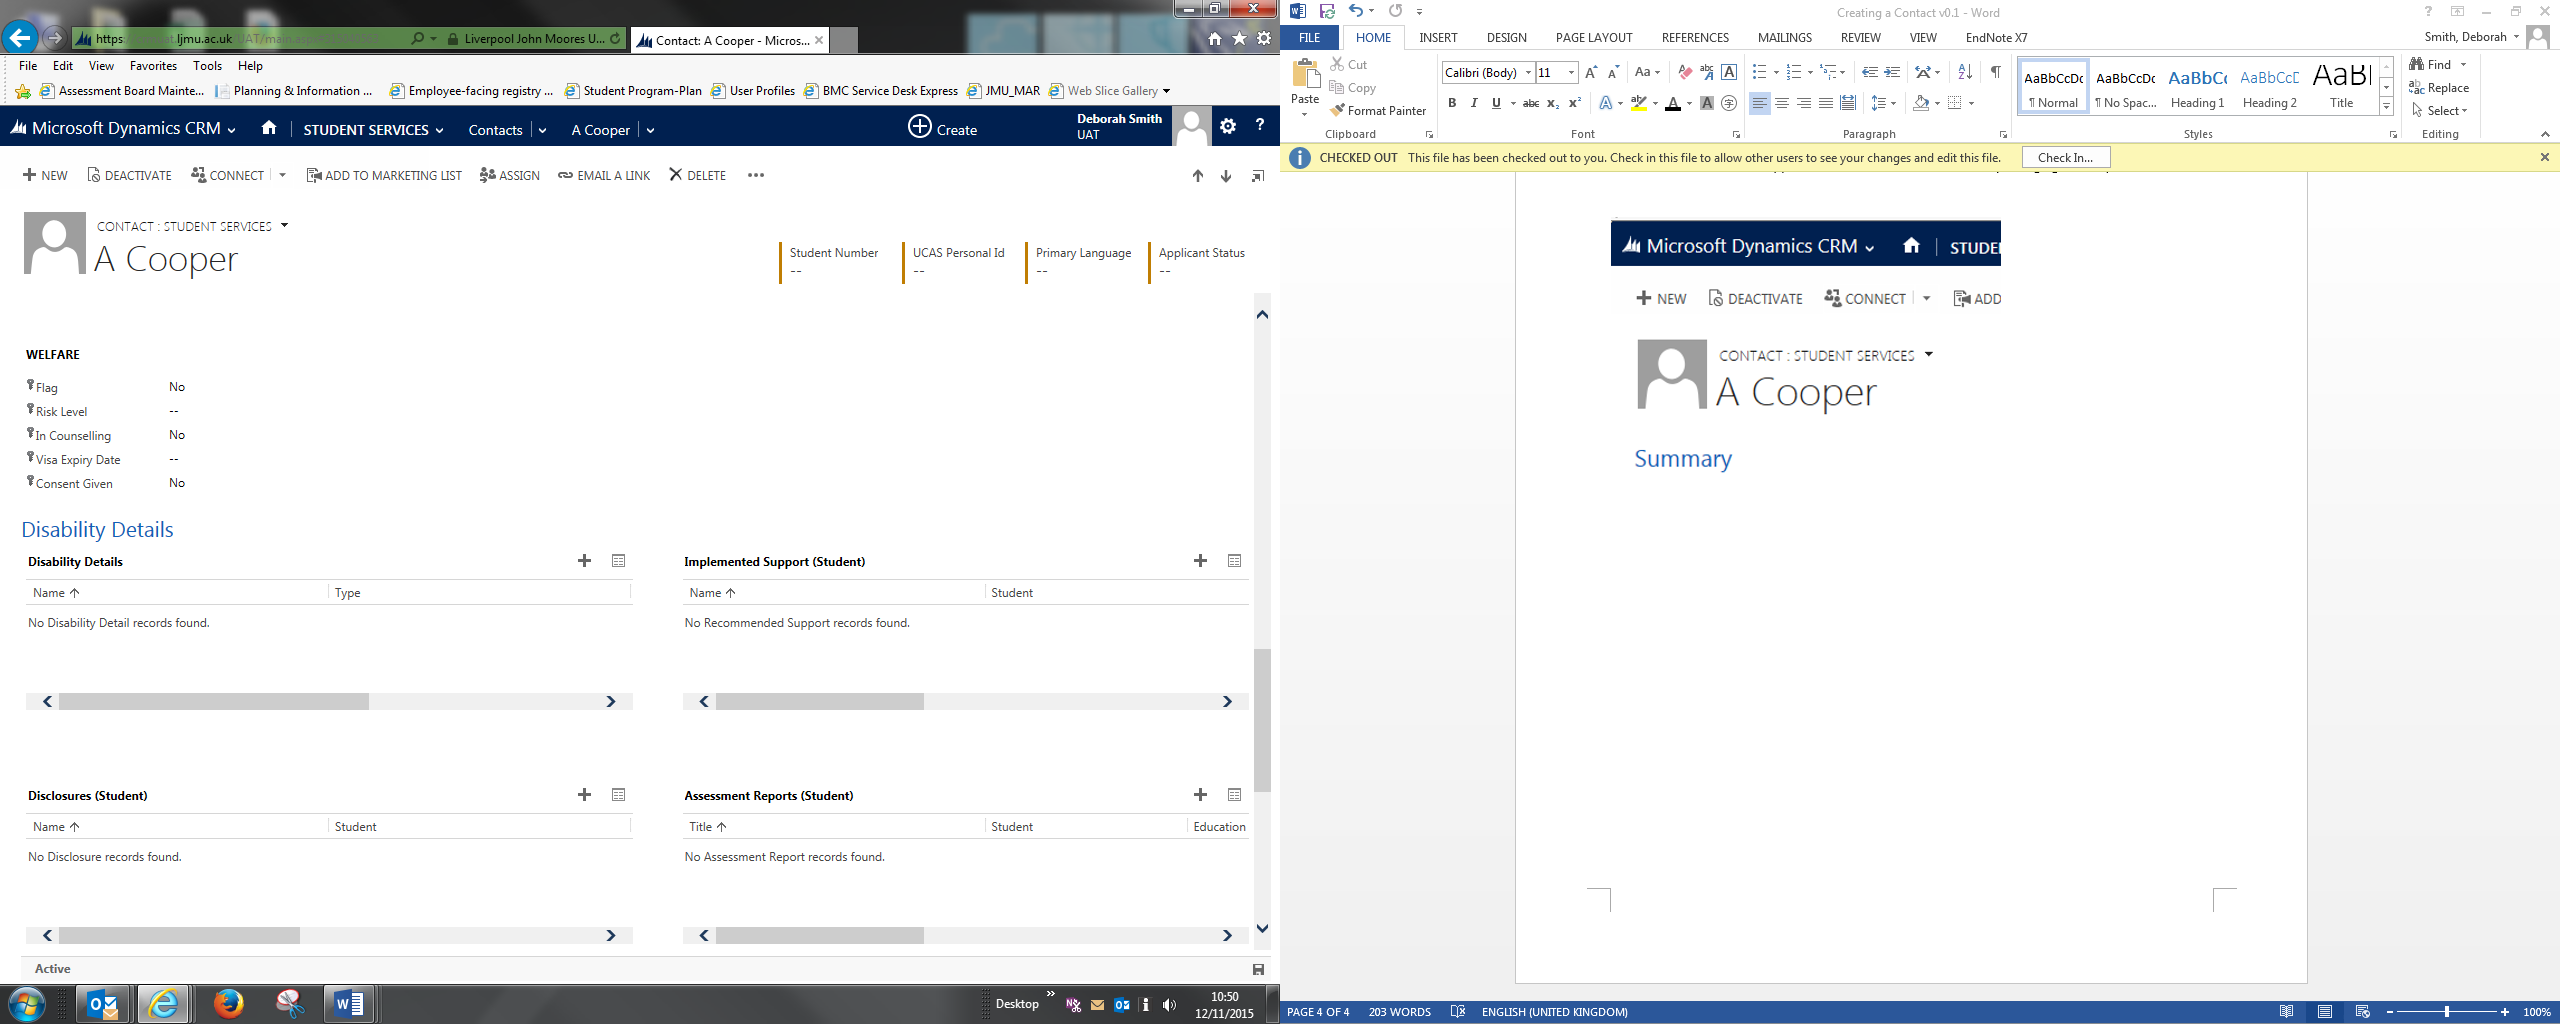 https ljmu.ac.uk
Liverpool John Moores U...
Contact: A Cooper - Micros...
File Edit View Favorites Tools Help
Assessment Board Mainte... Planning & Information ... Employee-facing registry ... Student Program-Plan User Profiles BMC Service Desk Express JMU_MAR Web Slice Gallery
Microsoft Dynamics CRM STUDENT SERVICES Contacts A Cooper Create Deborah Smith
UAT
?
NEW DEACTIVATE CONNECT ADD TO MARKETING LIST ASSIGN EMAIL A LINK DELETE
CONTACT : STUDENT SERVICES
A Cooper
Student Number UCAS Personal Id Primary Language Applicant Status
-- -- -- --
WELFARE
Flag No
Risk Level --
In Counselling No
Visa Expiry Date --
Consent Given No
Disability Details
Disability Details
Name Type
No Disability Detail records found.
Implemented Support (Student)
Name Student
No Recommended Support records found.
Disclosures (Student)
Name Student
No Disclosure records found.
Assessment Reports (Student)
Title Student Education
No Assessment Report records found.
Active
Desktop
10:50
12/11/2015
Creating a Contact v0.1 - Word
FILE HOME INSERT DESIGN PAGE LAYOUT REFERENCES MAILINGS REVIEW VIEW EndNote X7
Smith, Deborah
Paste
Cut
Copy
Format Painter
Clipboard
Calibri (Body) 11
Font
Paragraph
AaBbCcDc AaBbCcDc AaBbCc AaBbCcD AaBl
¶ Normal ¶ No Spac... Heading 1 Heading 2 Title
Styles
Find
Replace
Select
Editing
CHECKED OUT This file has been checked out to you. Check in this file to allow other users to see your changes and edit this file. Check In...
Microsoft Dynamics CRM STUDE
NEW DEACTIVATE CONNECT ADD
CONTACT : STUDENT SERVICES
A Cooper
Summary
PAGE 4 OF 4 203 WORDS ENGLISH (UNITED KINGDOM) 100%